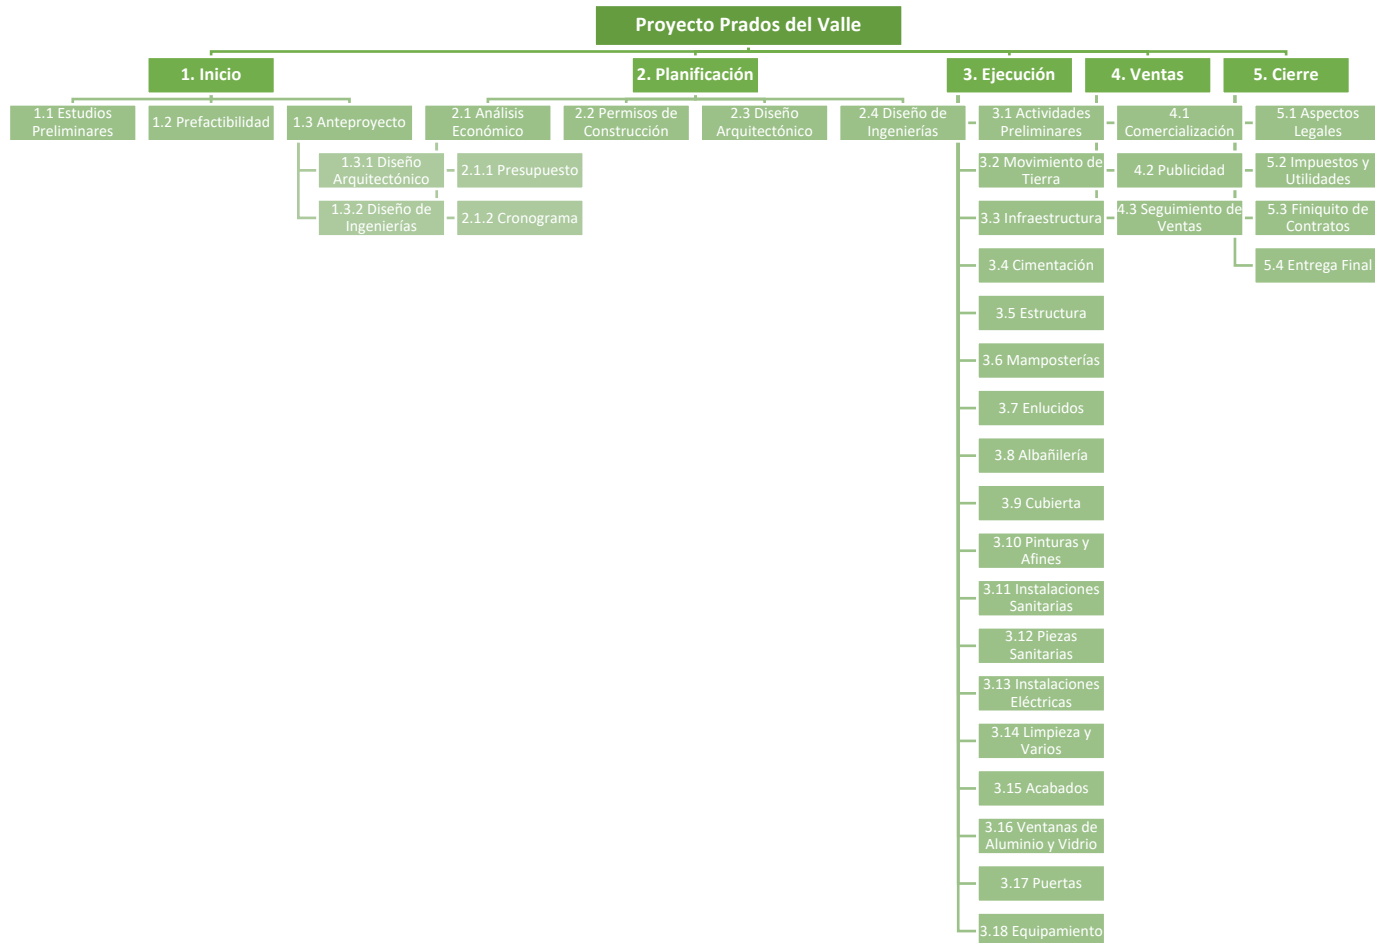 Proyecto Prados del Valle
1. Inicio
2. Planificación
3. Ejecución
4. Ventas
5. Cierre
1.1 Estudios
Preliminares
1.2 Prefactibilidad
1.3 Anteproyecto
1.3.1 Diseño
Arquitectónico
1.3.2 Diseño de
Ingenierías
2.1 Análisis
Económico
2.1.1 Presupuesto
2.1.2 Cronograma
2.2 Permisos de
Construcción
2.3 Diseño
Arquitectónico
2.4 Diseño de
Ingenierías
3.1 Actividades
Preliminares
3.2 Movimiento de
Tierra
3.3 Infraestructura
3.4 Cimentación
3.5 Estructura
3.6 Mamposterías
3.7 Enlucidos
3.8 Albañilería
3.9 Cubierta
3.10 Pinturas y
Afines
3.11 Instalaciones
Sanitarias
3.12 Piezas
Sanitarias
3.13 Instalaciones
Eléctricas
3.14 Limpieza y
Varios
3.15 Acabados
3.16 Ventanas de
Aluminio y Vidrio
3.17 Puertas
3.18 Equipamiento
4.1
Comercialización
4.2 Publicidad
4.3 Seguimiento de
Ventas
5.1 Aspectos
Legales
5.2 Impuestos y
Utilidades
5.3 Finiquito de
Contratos
5.4 Entrega Final